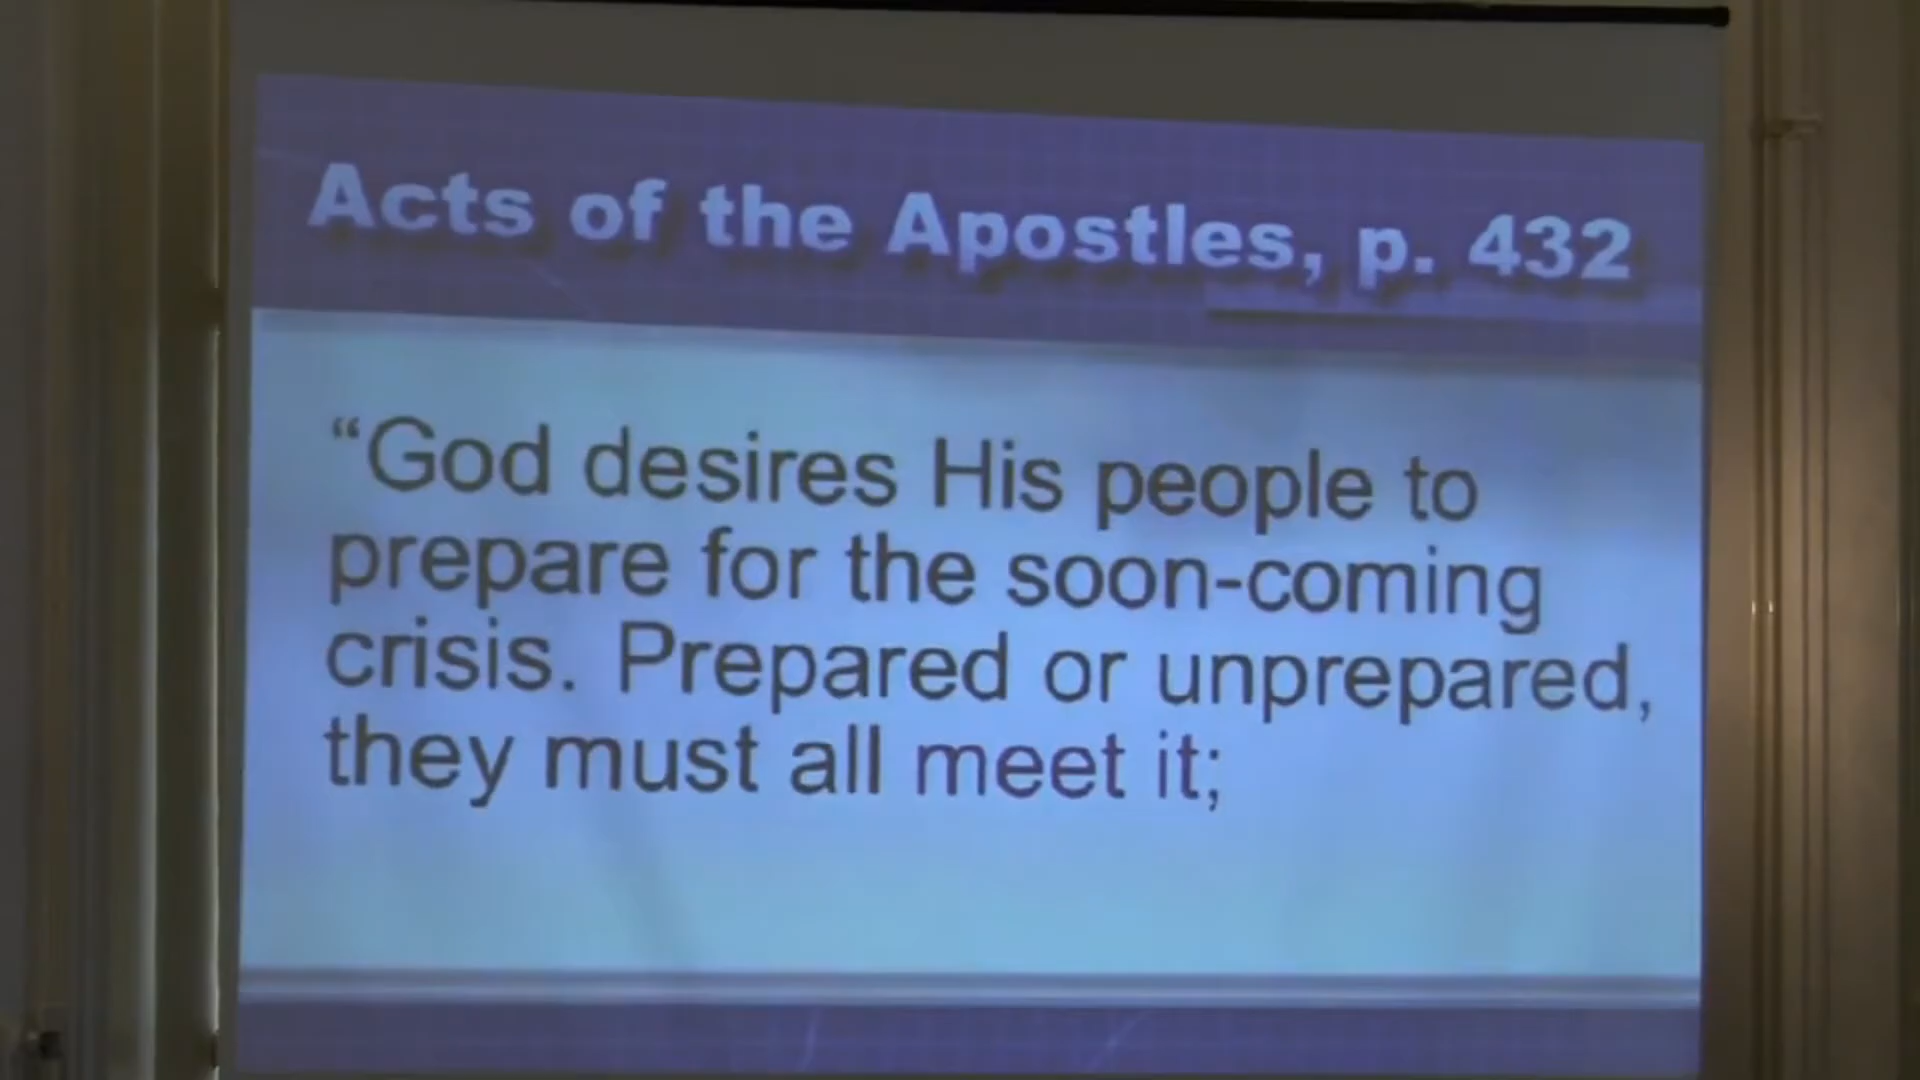 Acts of the Apostles, p. 432
“God desires His people to
prepare for the soon-coming
crisis. Prepared or unprepared,
they must all meet it;